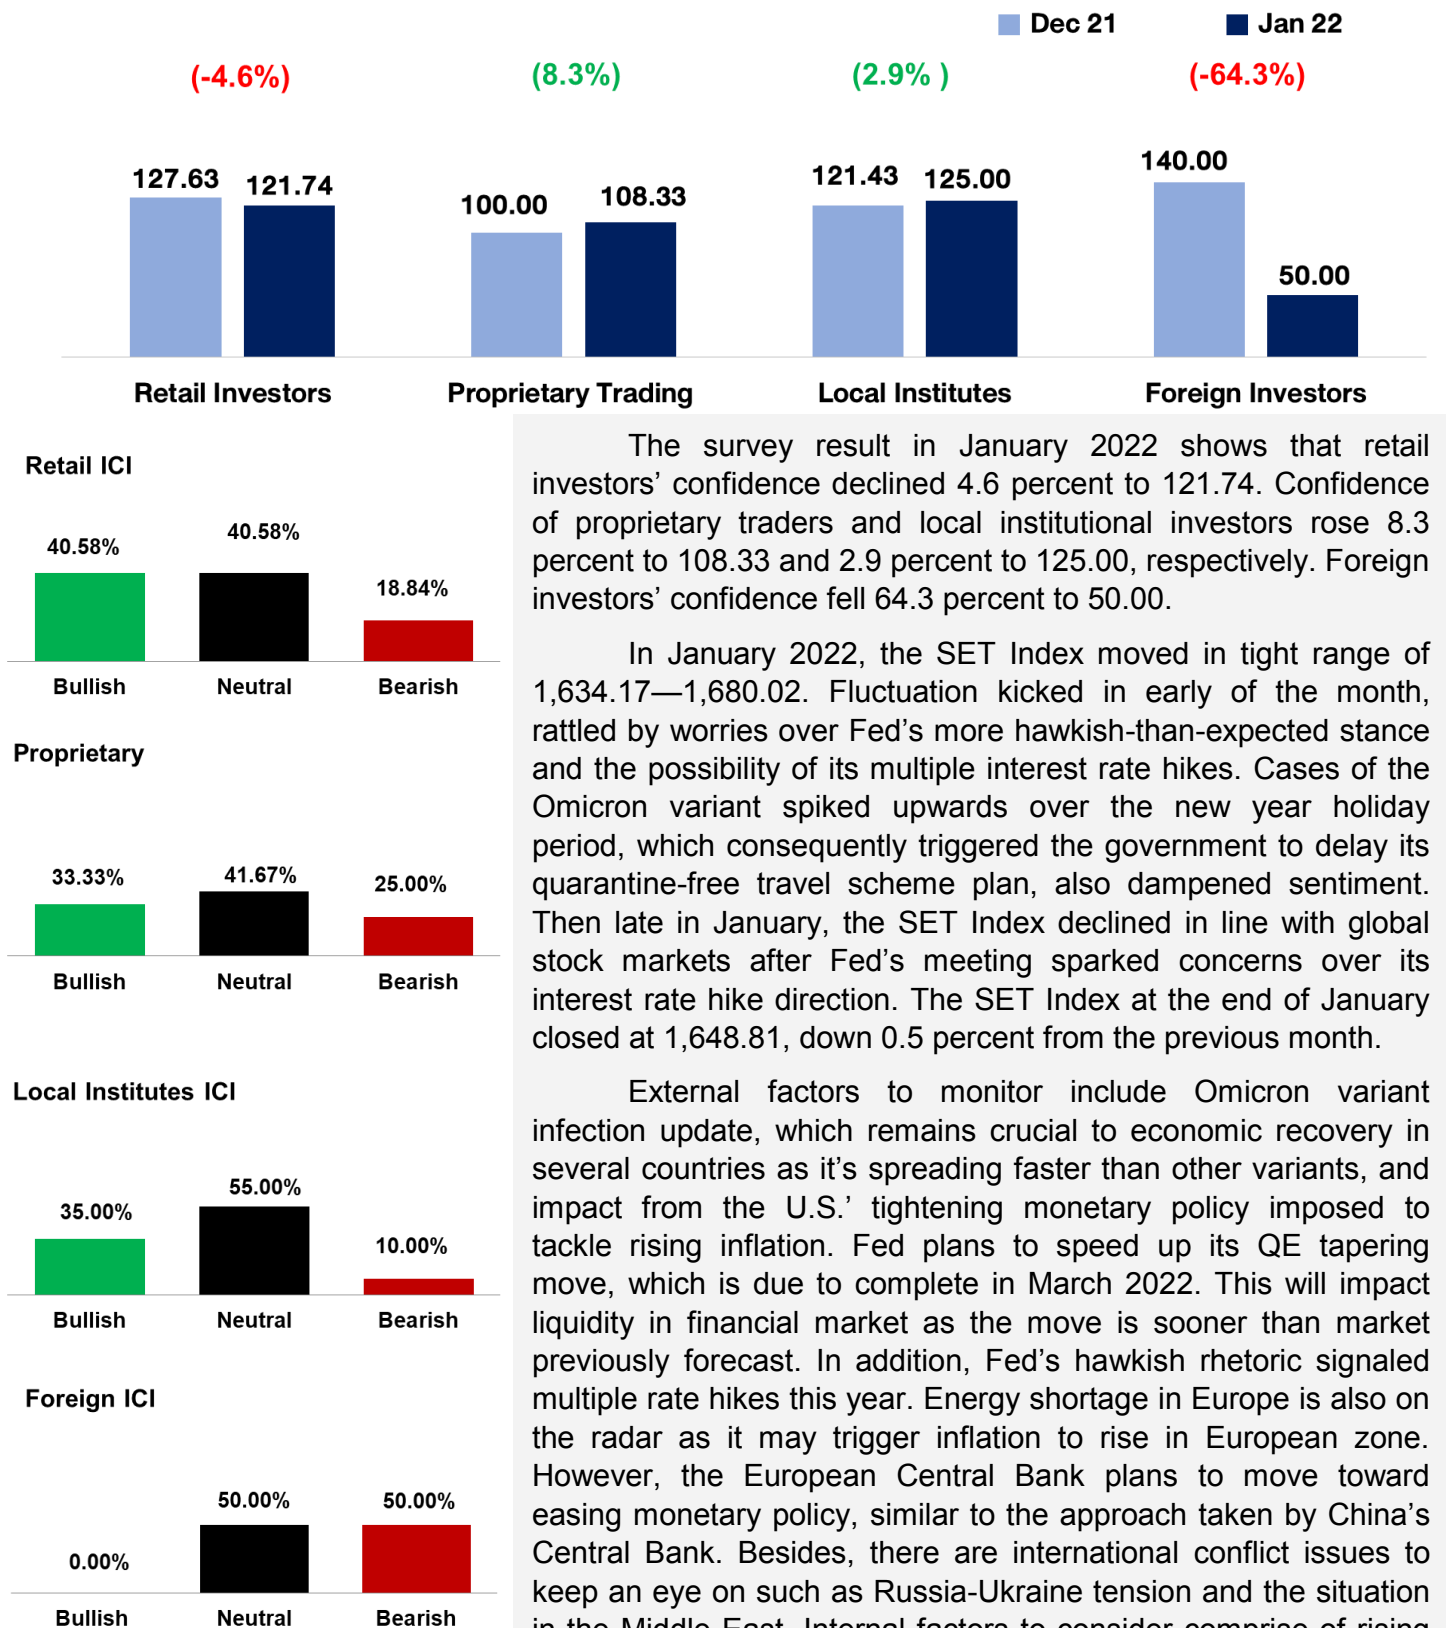 Dec 21 Jan 22
(-4.6%) (8.3%) (2.9% ) (-64.3%)
127.63 121.74 100.00 108.33 121.43 125.00 140.00 50.00
Retail Investors Proprietary Trading Local Institutes Foreign Investors
Retail ICI
40.58% 40.58% 18.84%
Bullish Neutral Bearish
Proprietary
33.33% 41.67% 25.00%
Bullish Neutral Bearish
Local Institutes ICI
35.00% 55.00% 10.00%
Bullish Neutral Bearish
Foreign ICI
0.00% 50.00% 50.00%
Bullish Neutral Bearish
The survey result in January 2022 shows that retail
investors’ confidence declined 4.6 percent to 121.74. Confidence
of proprietary traders and local institutional investors rose 8.3
percent to 108.33 and 2.9 percent to 125.00, respectively. Foreign
investors’ confidence fell 64.3 percent to 50.00.
In January 2022, the SET Index moved in tight range of
1,634.17—1,680.02. Fluctuation kicked in early of the month,
rattled by worries over Fed’s more hawkish-than-expected stance
and the possibility of its multiple interest rate hikes. Cases of the
Omicron variant spiked upwards over the new year holiday
period, which consequently triggered the government to delay its
quarantine-free travel scheme plan, also dampened sentiment.
Then late in January, the SET Index declined in line with global
stock markets after Fed’s meeting sparked concerns over its
interest rate hike direction. The SET Index at the end of January
closed at 1,648.81, down 0.5 percent from the previous month.
External factors to monitor include Omicron variant
infection update, which remains crucial to economic recovery in
several countries as it’s spreading faster than other variants, and
impact from the U.S.’ tightening monetary policy imposed to
tackle rising inflation. Fed plans to speed up its QE tapering
move, which is due to complete in March 2022. This will impact
liquidity in financial market as the move is sooner than market
previously forecast. In addition, Fed’s hawkish rhetoric signaled
multiple rate hikes this year. Energy shortage in Europe is also on
the radar as it may trigger inflation to rise in European zone.
However, the European Central Bank plans to move toward
easing monetary policy, similar to the approach taken by China’s
Central Bank. Besides, there are international conflict issues to
keep an eye on such as Russia-Ukraine tension and the situation
in the Middle East. Internal factors to consider comprise of rising